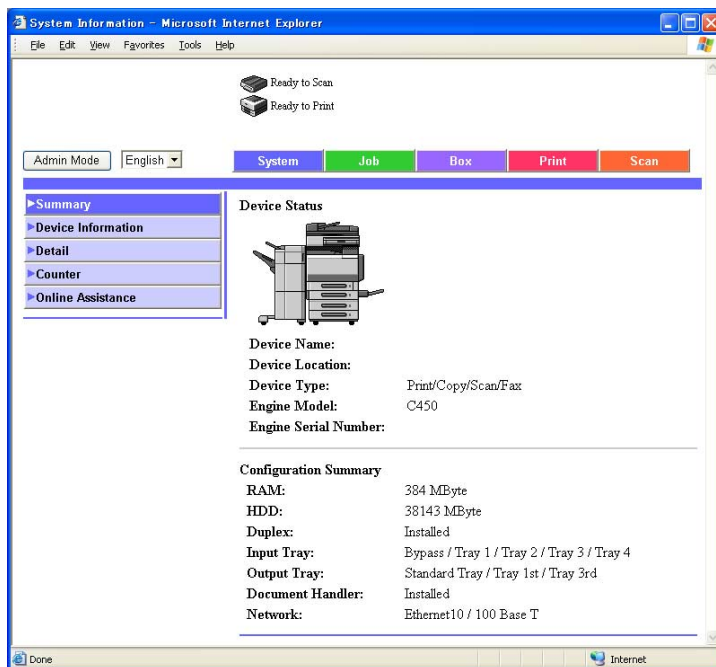 System Information - Microsoft Internet Explorer
File Edit View Favorites Tools Help
Ready to Scan
Ready to Print
Admin Mode English System Job Box Print Scan
Summary
Device Information
Detail
Counter
Online Assistance
Device Status
Device Name:
Device Location:
Device Type: Print/Copy/Scan/Fax
Engine Model: C450
Engine Serial Number:
Configuration Summary
RAM: 384 MByte
HDD: 38143 MByte
Duplex: Installed
Input Tray: Bypass / Tray 1 / Tray 2 / Tray 3 / Tray 4
Output Tray: Standard Tray / Tray 1st / Tray 3rd
Document Handler: Installed
Network: Ethernet10 / 100 Base T
Done Internet